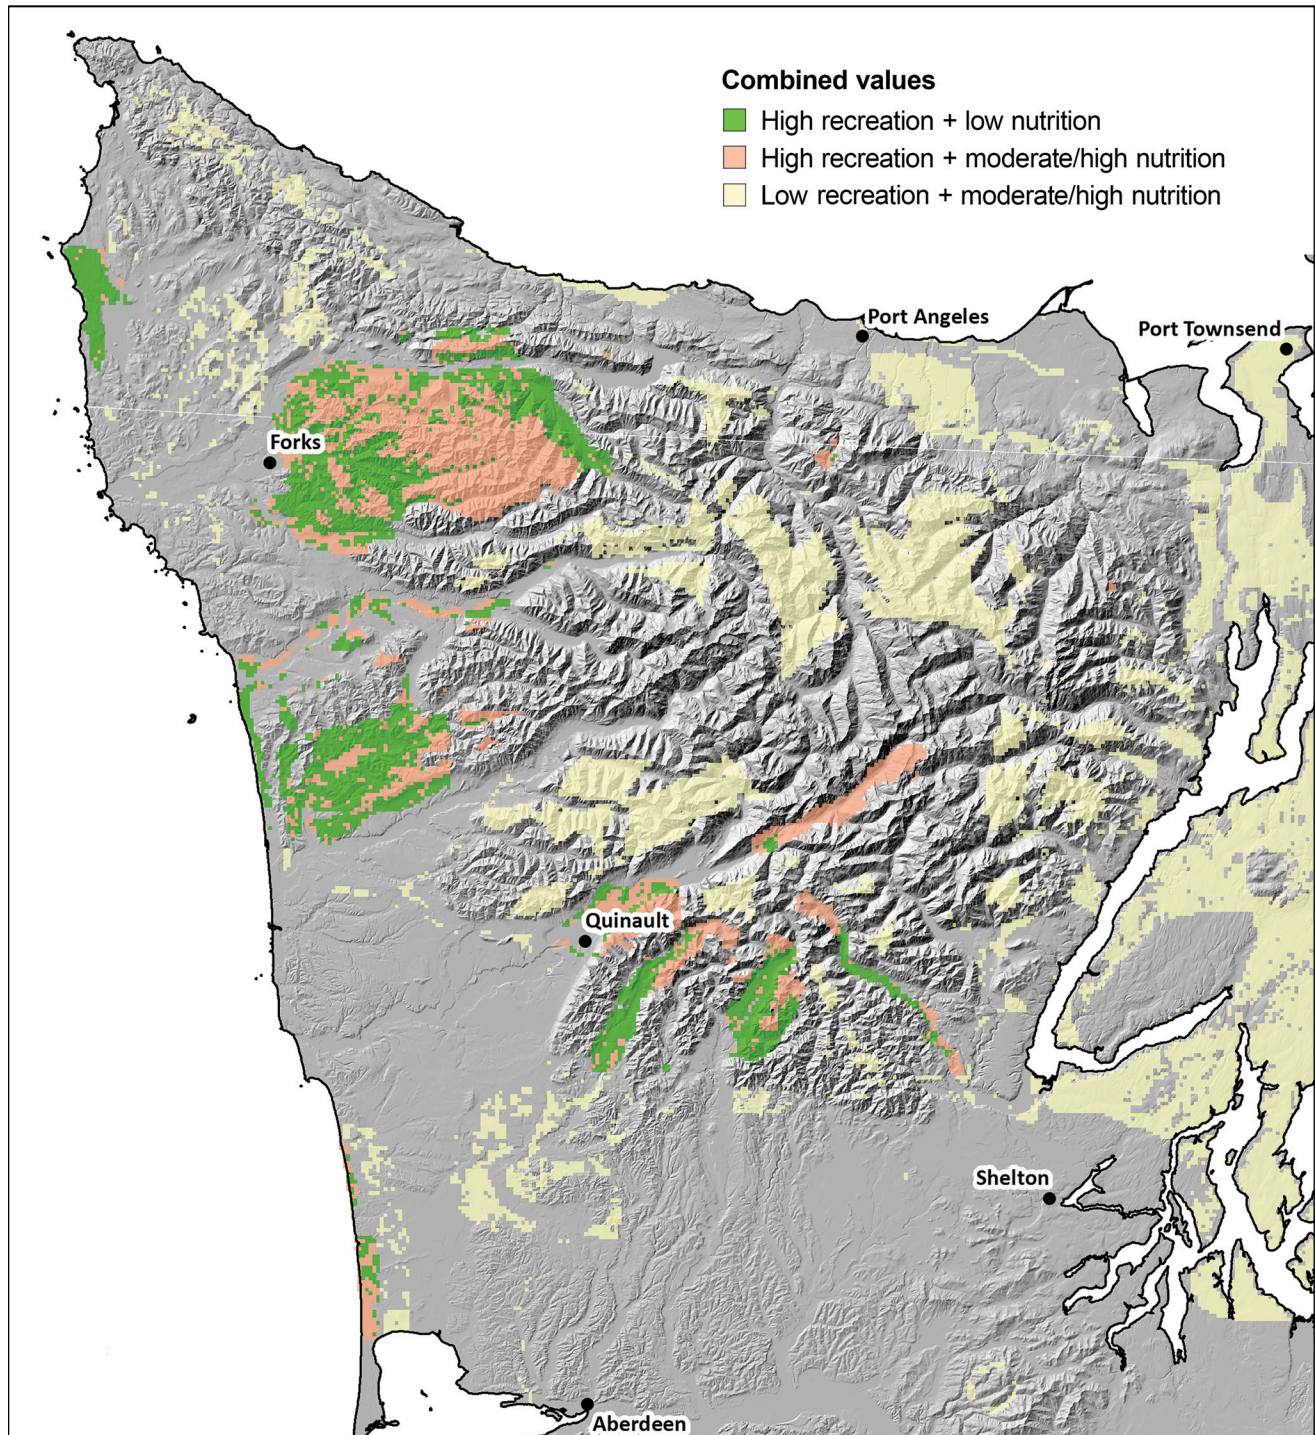 Combined values
High recreation + low nutrition
High recreation + moderate/high nutrition
Low recreation + moderate/high nutrition
Port Angeles
Port Townsend
Forks
Quinault
Shelton
Aberdeen